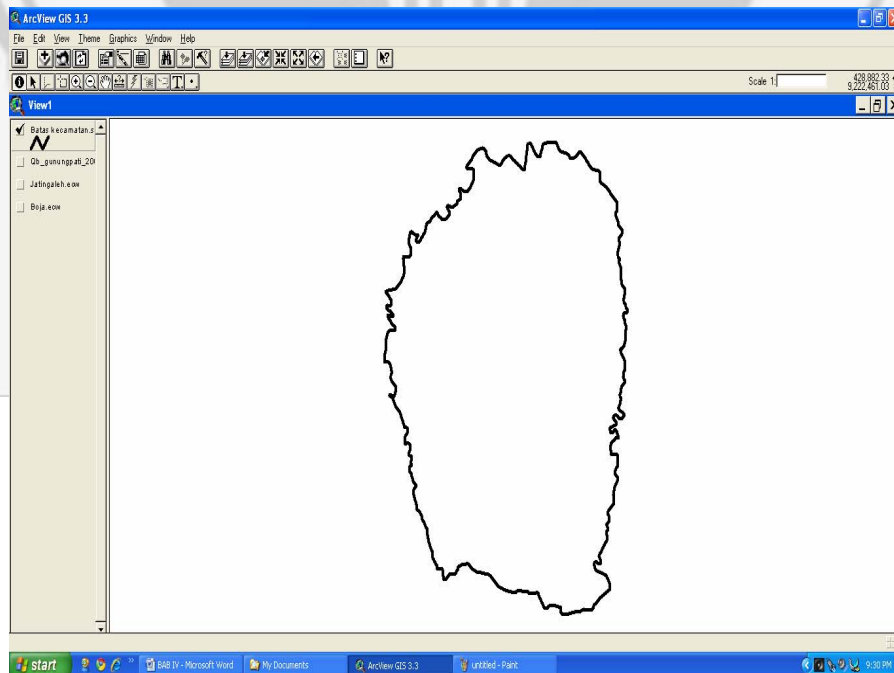 ArcView GIS 3.3
File Edit View Theme Graphics Window Help
Scale 1:
428,882.33
9,222,461.03
View1
Batas kecamatan.s
Qb_gunungpati_20
Jatingaleh.ecw
Boja.ecw
start
BAB IV - Microsoft Word
My Documents
ArcView GIS 3.3
untitled - Paint
9:30 PM